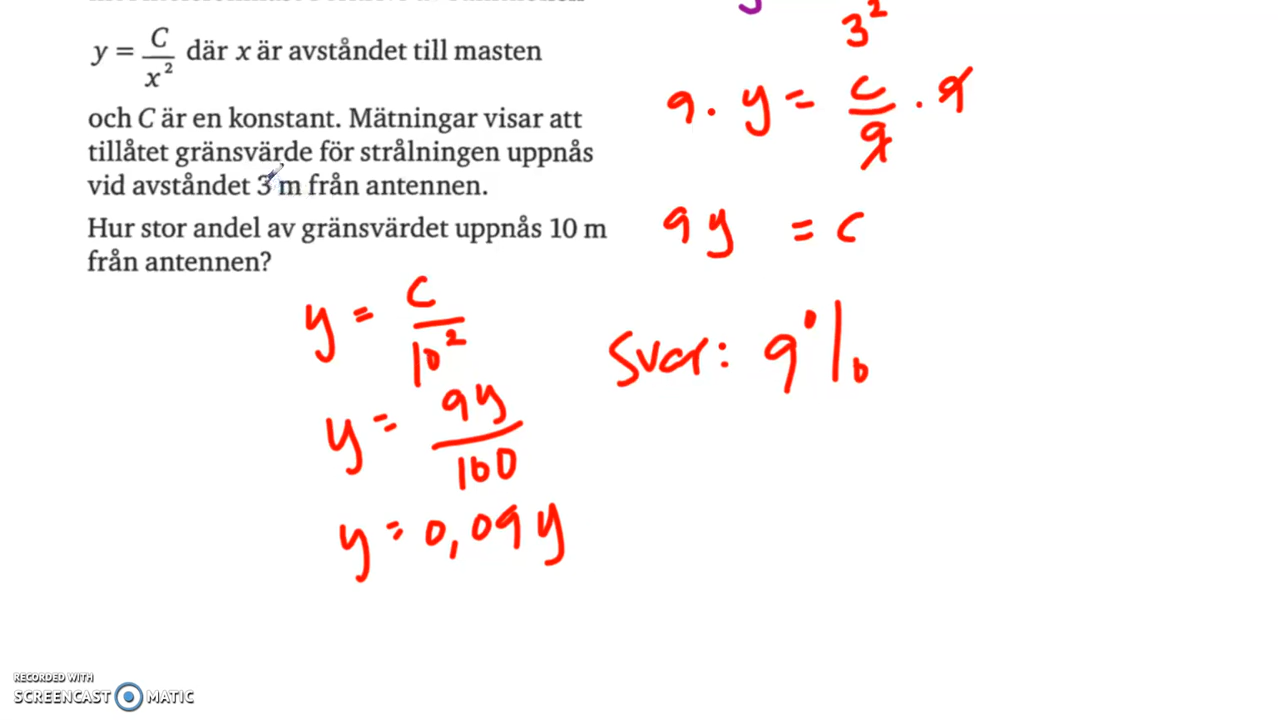 y = C/x²  där x är avståndet till masten
och C är en konstant. Mätningar visar att
tillåtet gränsvärde för strålningen uppnås
vid avståndet 3 m från antennen.
Hur stor andel av gränsvärdet uppnås 10 m
från antennen?
y = C/10²
y = 9y/100
y = 0,09y
3²
9 · y = C/9 · 9
9y = C
Svar: 9%
RECORDED WITH
SCREENCAST MATIC